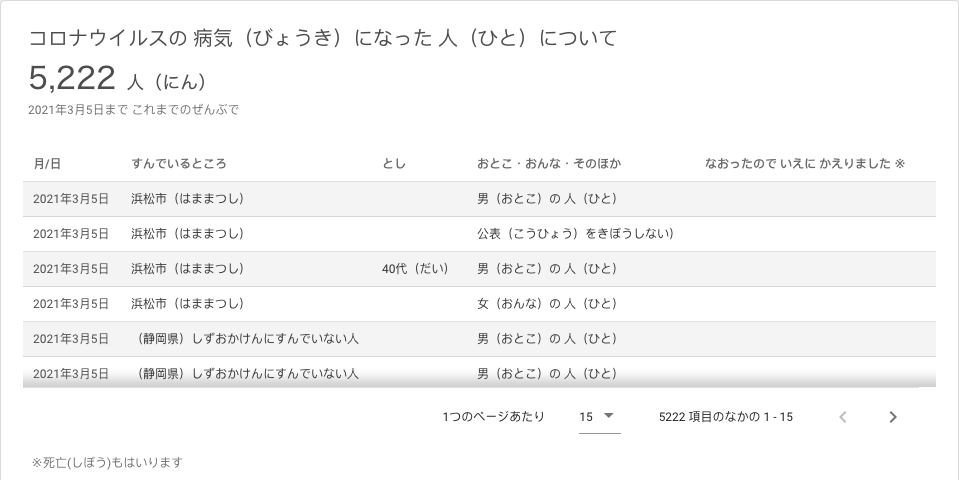 コロナウイルスの 病気（びょうき）になった 人（ひと）について
5,222 人（にん）
2021年3月5日まで これまでのぜんぶで
月/日 すんでいるところ とし おとこ・おんな・そのほか なおったので いえに かえりました ※
2021年3月5日 浜松市（はままつし） 男（おとこ）の 人（ひと）
2021年3月5日 浜松市（はままつし） 公表（こうひょう）をきぼうしない）
2021年3月5日 浜松市（はままつし） 40代（だい） 男（おとこ）の 人（ひと）
2021年3月5日 浜松市（はままつし） 女（おんな）の 人（ひと）
2021年3月5日 （静岡県）しずおかけんにすんでいない人 男（おとこ）の 人（ひと）
2021年3月5日 （静岡県）しずおかけんにすんでいない人 男（おとこ）の 人（ひと）
1つのページあたり 15 5222 項目のなかの 1 - 15
※死亡(しぼう)もはいります